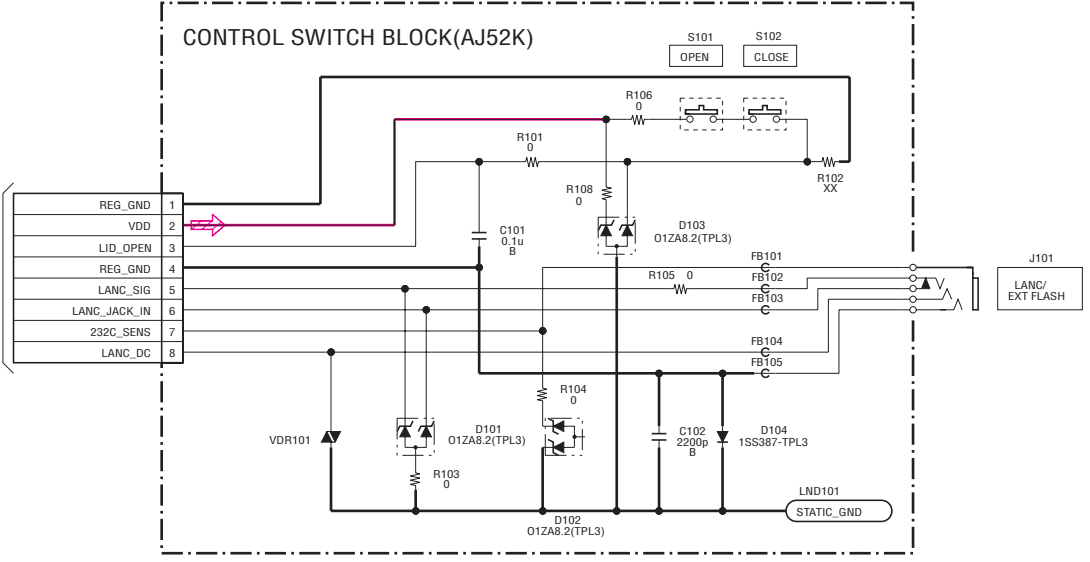 CONTROL SWITCH BLOCK(AJ52K)
S101
OPEN
S102
CLOSE
R106
0
R101
0
R102
XX
R108
0
REG_GND 1
VDD 2
LID_OPEN 3
REG_GND 4
LANC_SIG 5
LANC_JACK_IN 6
232C_SENS 7
LANC_DC 8
C101
0.1u
B
D103
01ZA8.2(TPL3)
FB101
R105 0
FB102
FB103
FB104
FB105
J101
LANC/
EXT FLASH
R104
0
VDR101
D101
01ZA8.2(TPL3)
R103
0
C102
2200p
B
D104
1SS387-TPL3
D102
01ZA8.2(TPL3)
LND101
STATIC_GND